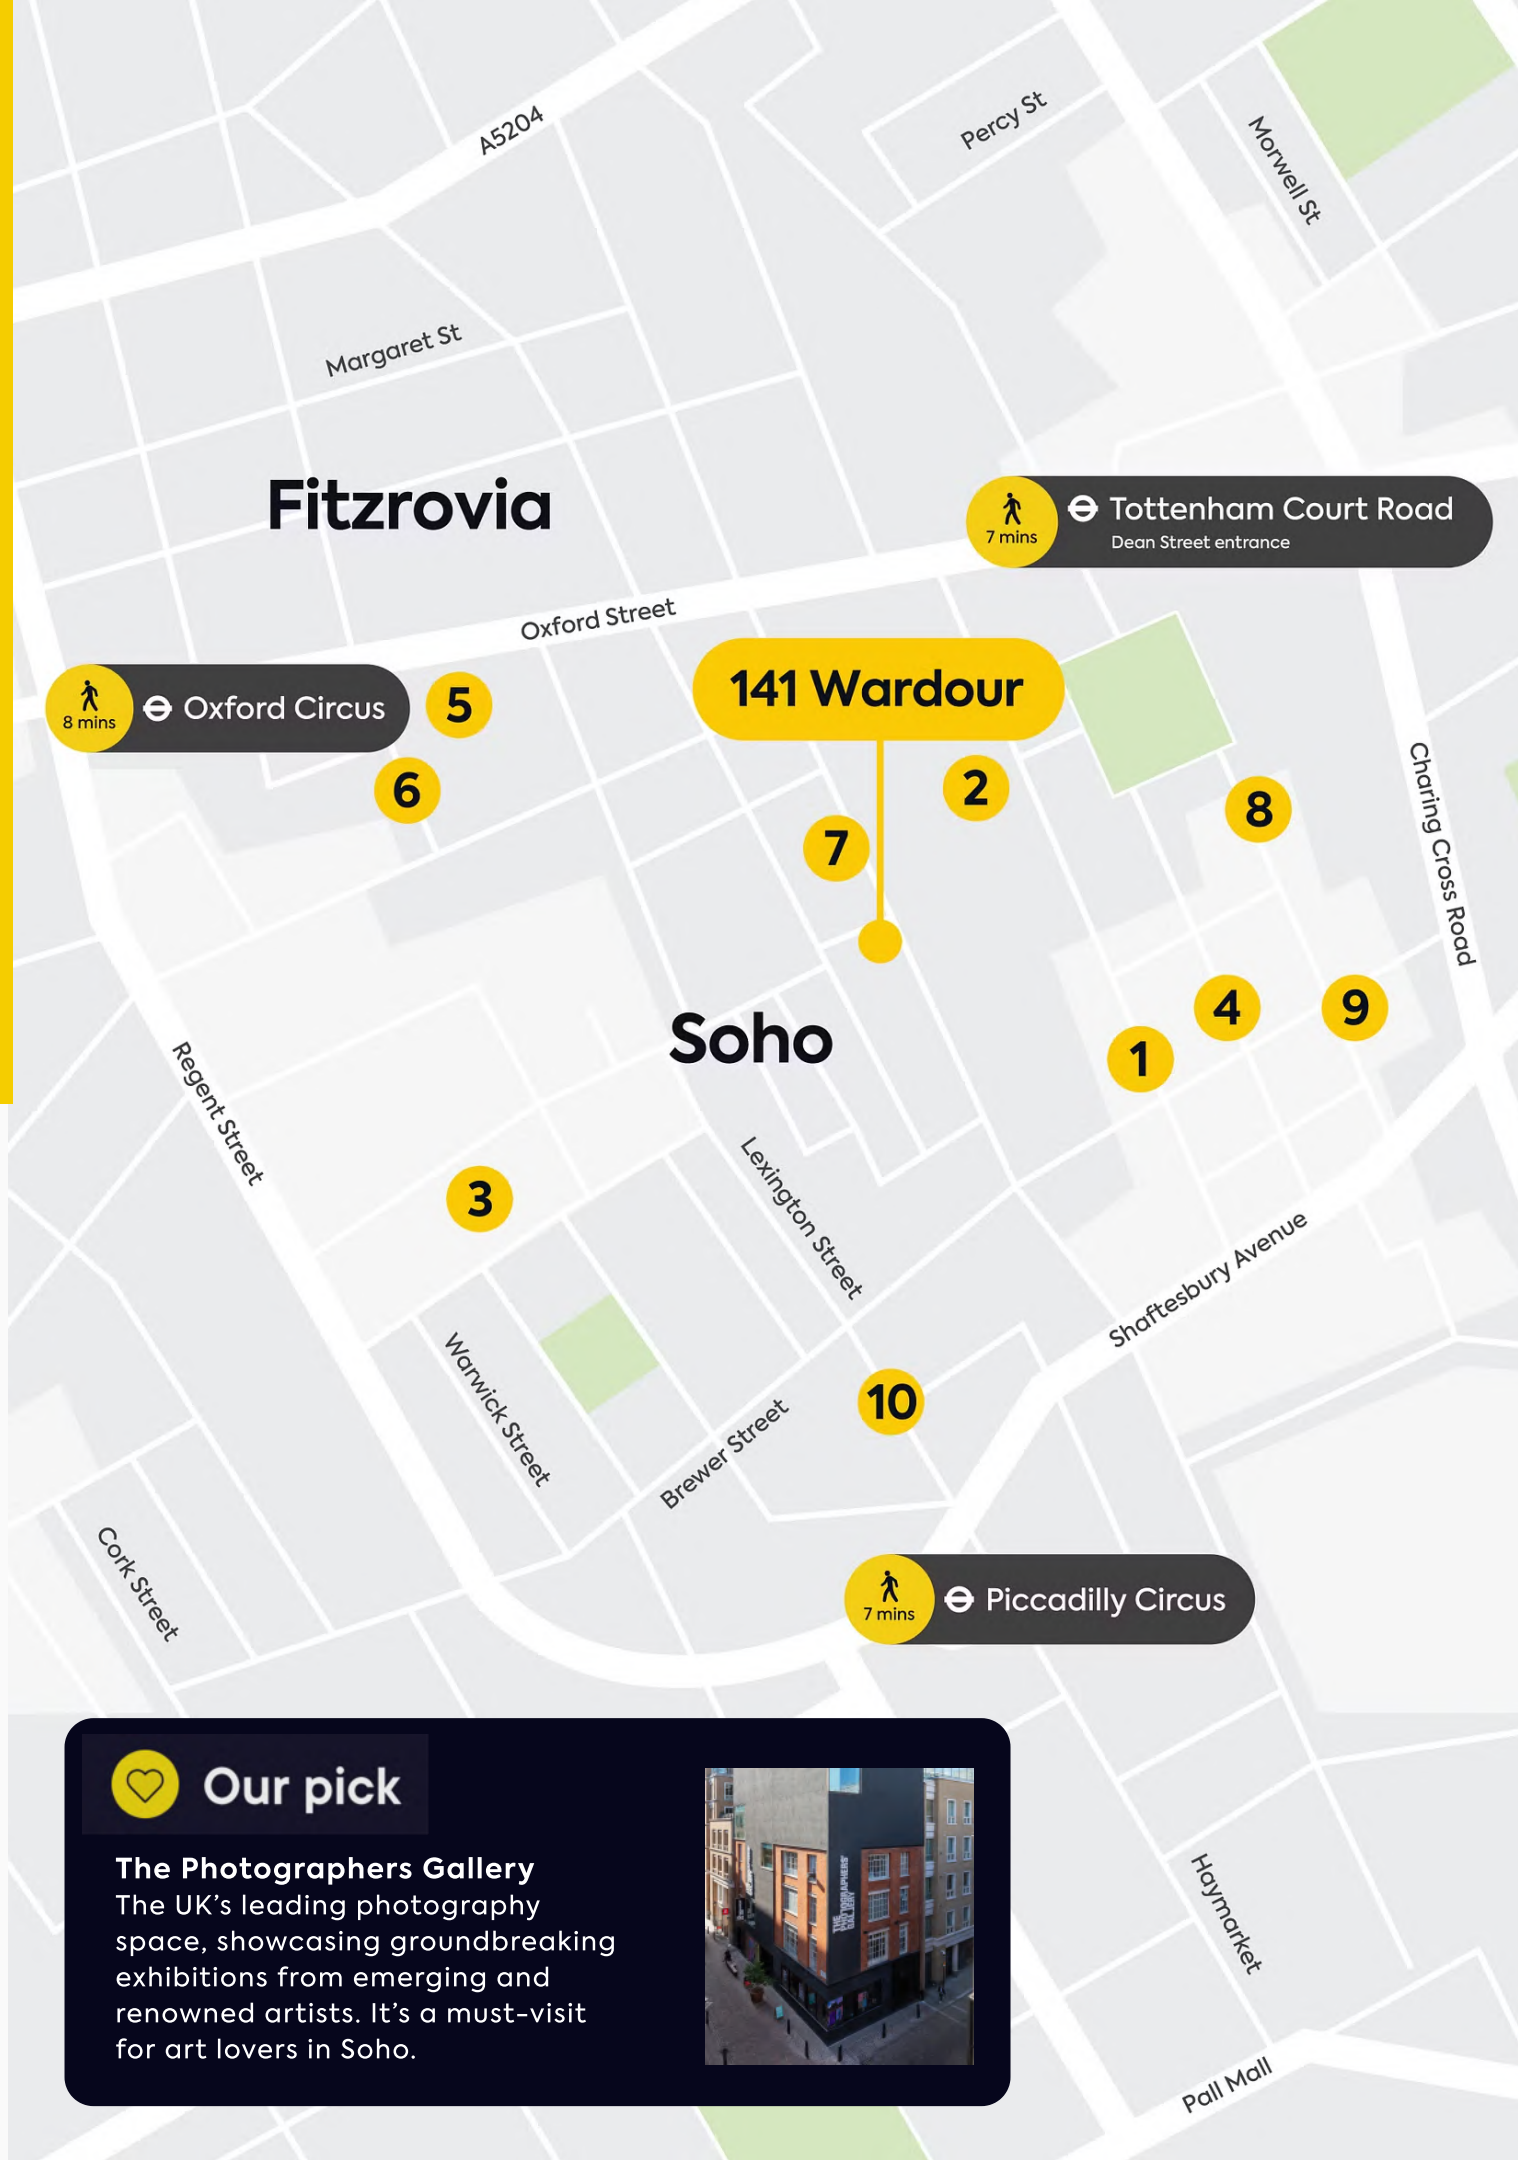 A5204
Percy St
Morwell St
Margaret St
Fitzrovia
7 mins
Tottenham Court Road
Dean Street entrance
Oxford Street
8 mins
Oxford Circus
5
141 Wardour
6
2
7
8
Charing Cross Road
4
9
Soho
1
Regent Street
3
Lexington Street
Shaftesbury Avenue
Warwick Street
10
Brewer Street
Cork Street
7 mins
Piccadilly Circus
Our pick
The Photographers Gallery
The UK’s leading photography
space, showcasing groundbreaking
exhibitions from emerging and
renowned artists. It’s a must-visit
for art lovers in Soho.
THE
PHOTOGRAPHERS'
GALLERY
Haymarket
Pall Mall